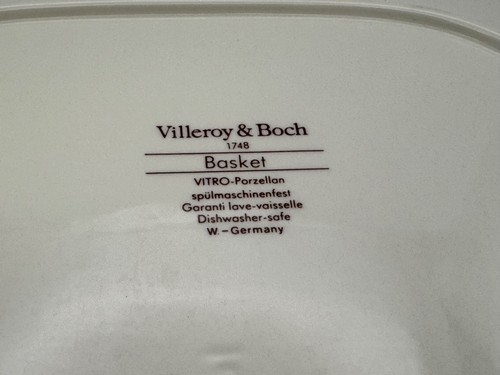 Villeroy & Boch
1748
Basket
VITRO-Porzellan
spülmaschinenfest
Garanti lave-vaisselle
Dishwasher-safe
W.-Germany